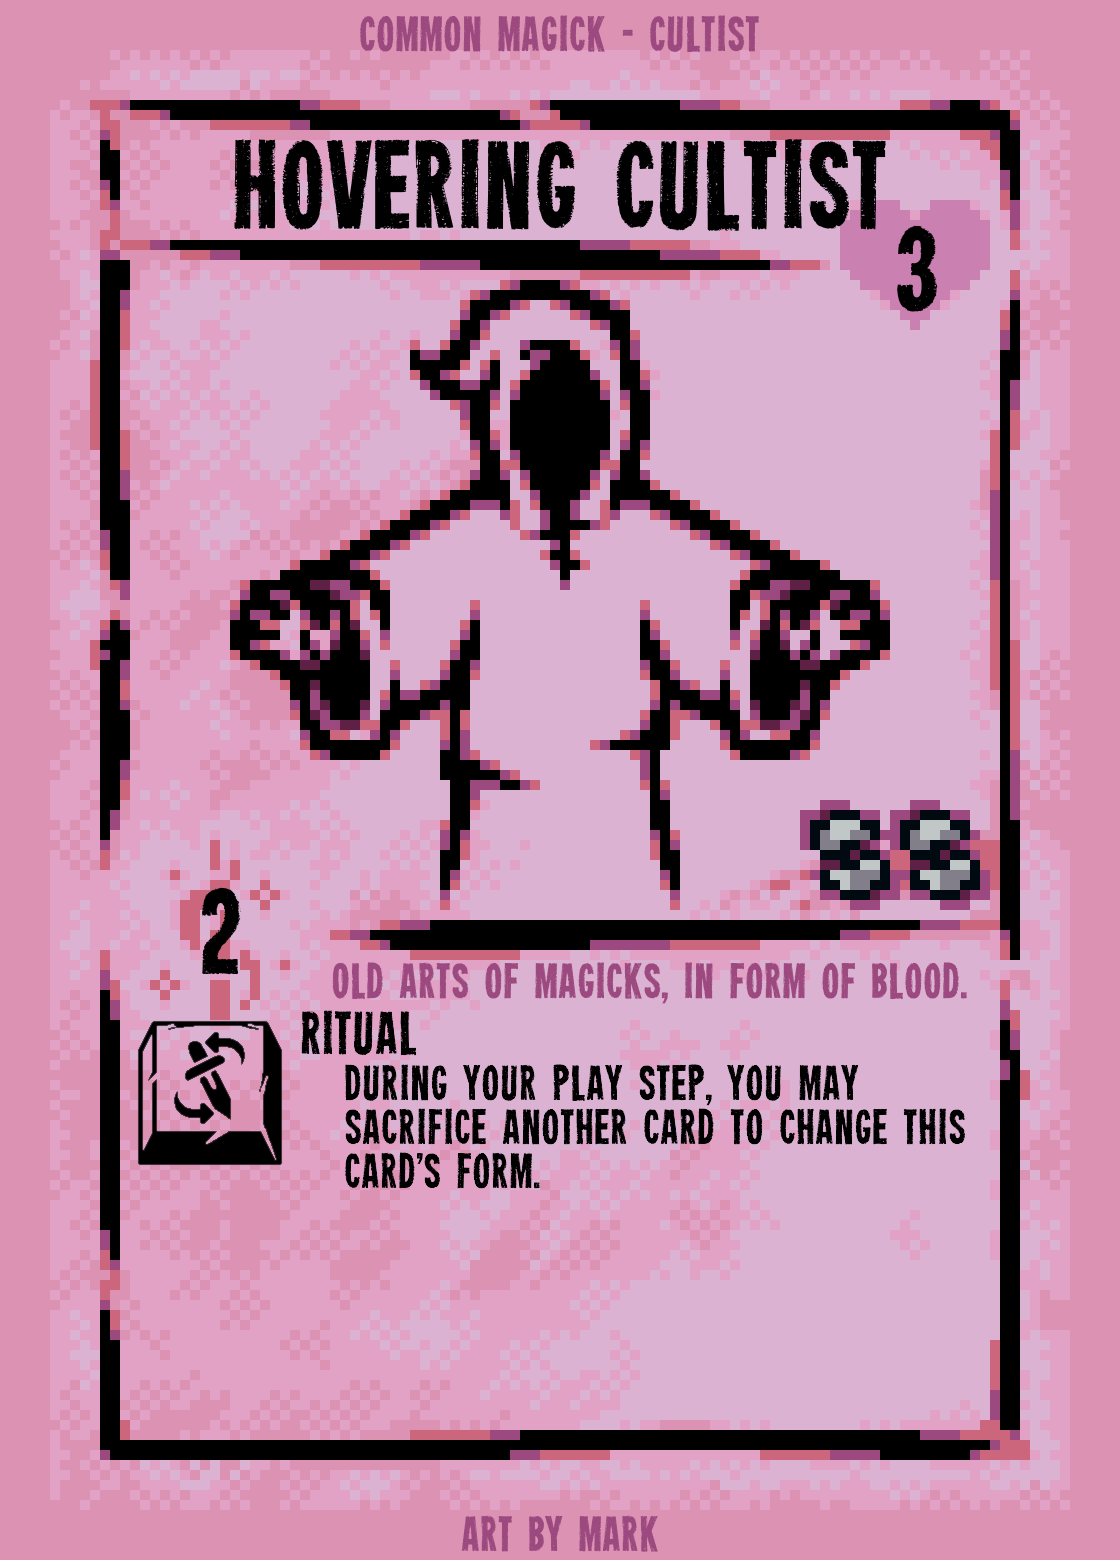 COMMON MAGICK - CULTIST
HOVERING CULTIST
3
2
OLD ARTS OF MAGICKS, IN FORM OF BLOOD.
RITUAL
DURING YOUR PLAY STEP, YOU MAY
SACRIFICE ANOTHER CARD TO CHANGE THIS
CARD'S FORM.
ART BY MARK